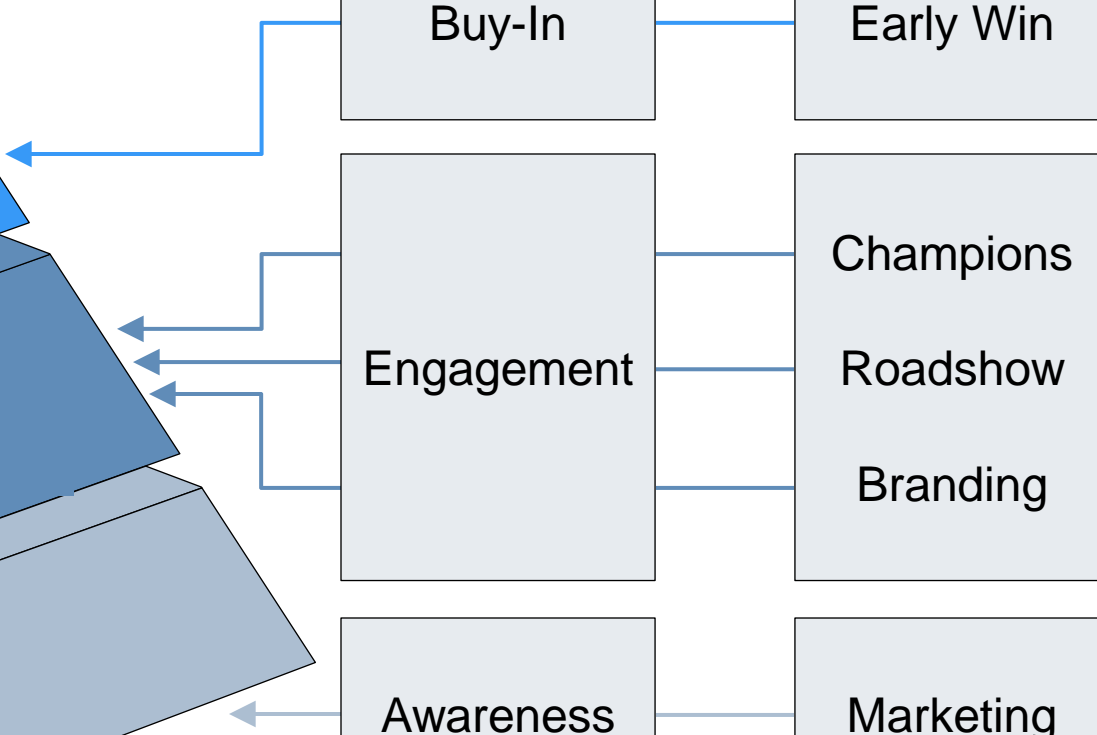 Buy-In
Early Win
Champions
Engagement
Roadshow
Branding
Awareness
Marketing